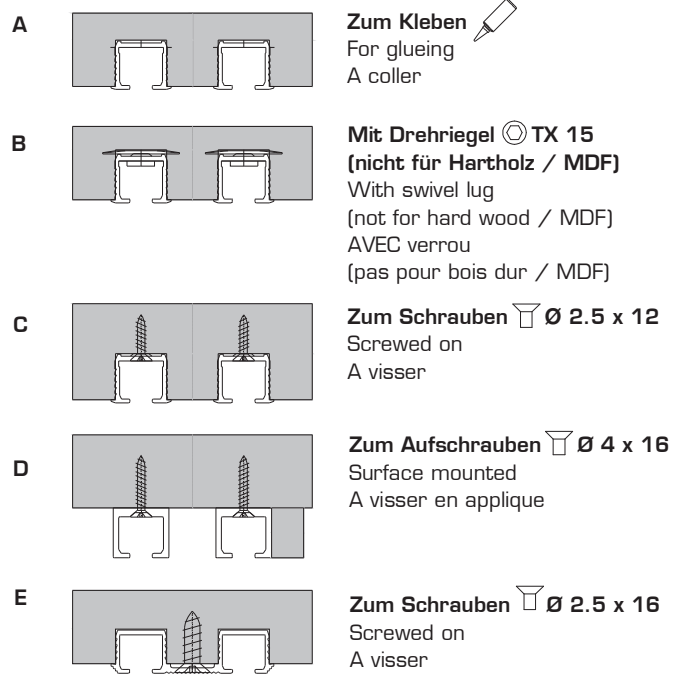 A
Zum Kleben
For glueing
A coller
B
Mit Drehriegel TX 15
(nicht für Hartholz / MDF)
With swivel lug
(not for hard wood / MDF)
AVEC verrou
(pas pour bois dur / MDF)
C
Zum Schrauben Ø 2.5 x 12
Screwed on
A visser
D
Zum Aufschrauben Ø 4 x 16
Surface mounted
A visser en applique
E
Zum Schrauben Ø 2.5 x 16
Screwed on
A visser